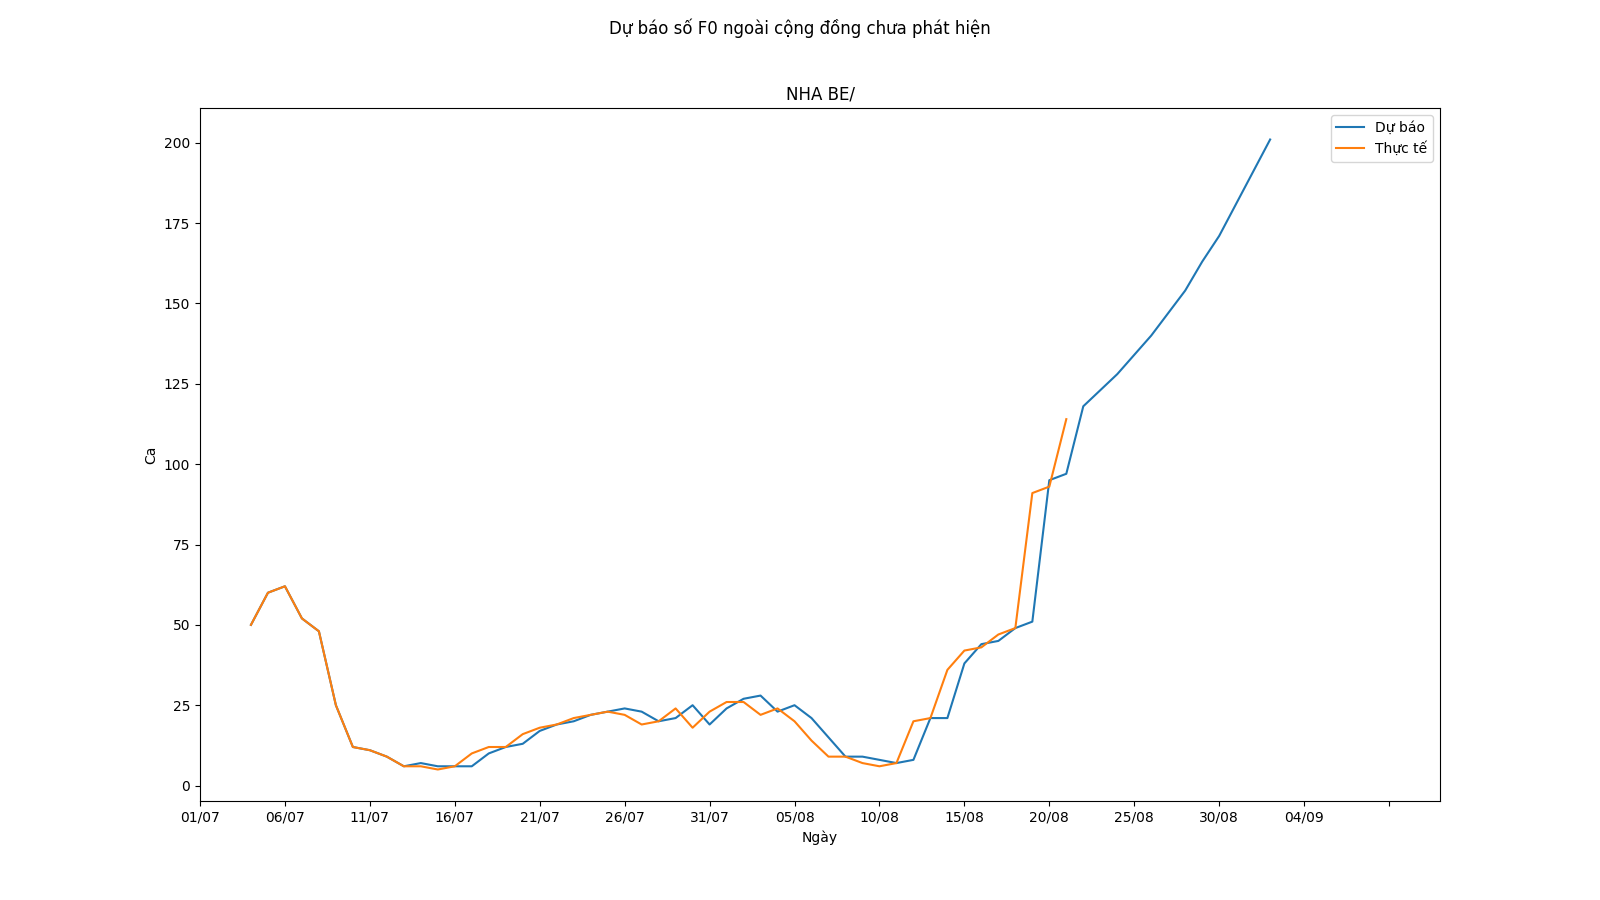 Dự báo số F0 ngoài cộng đồng chưa phát hiện
NHA BE/
Dự báo
Thực tế
200
175
150
125
100
75
50
25
0
Ca
01/07 06/07 11/07 16/07 21/07 26/07 31/07 05/08 10/08 15/08 20/08 25/08 30/08 04/09
Ngày